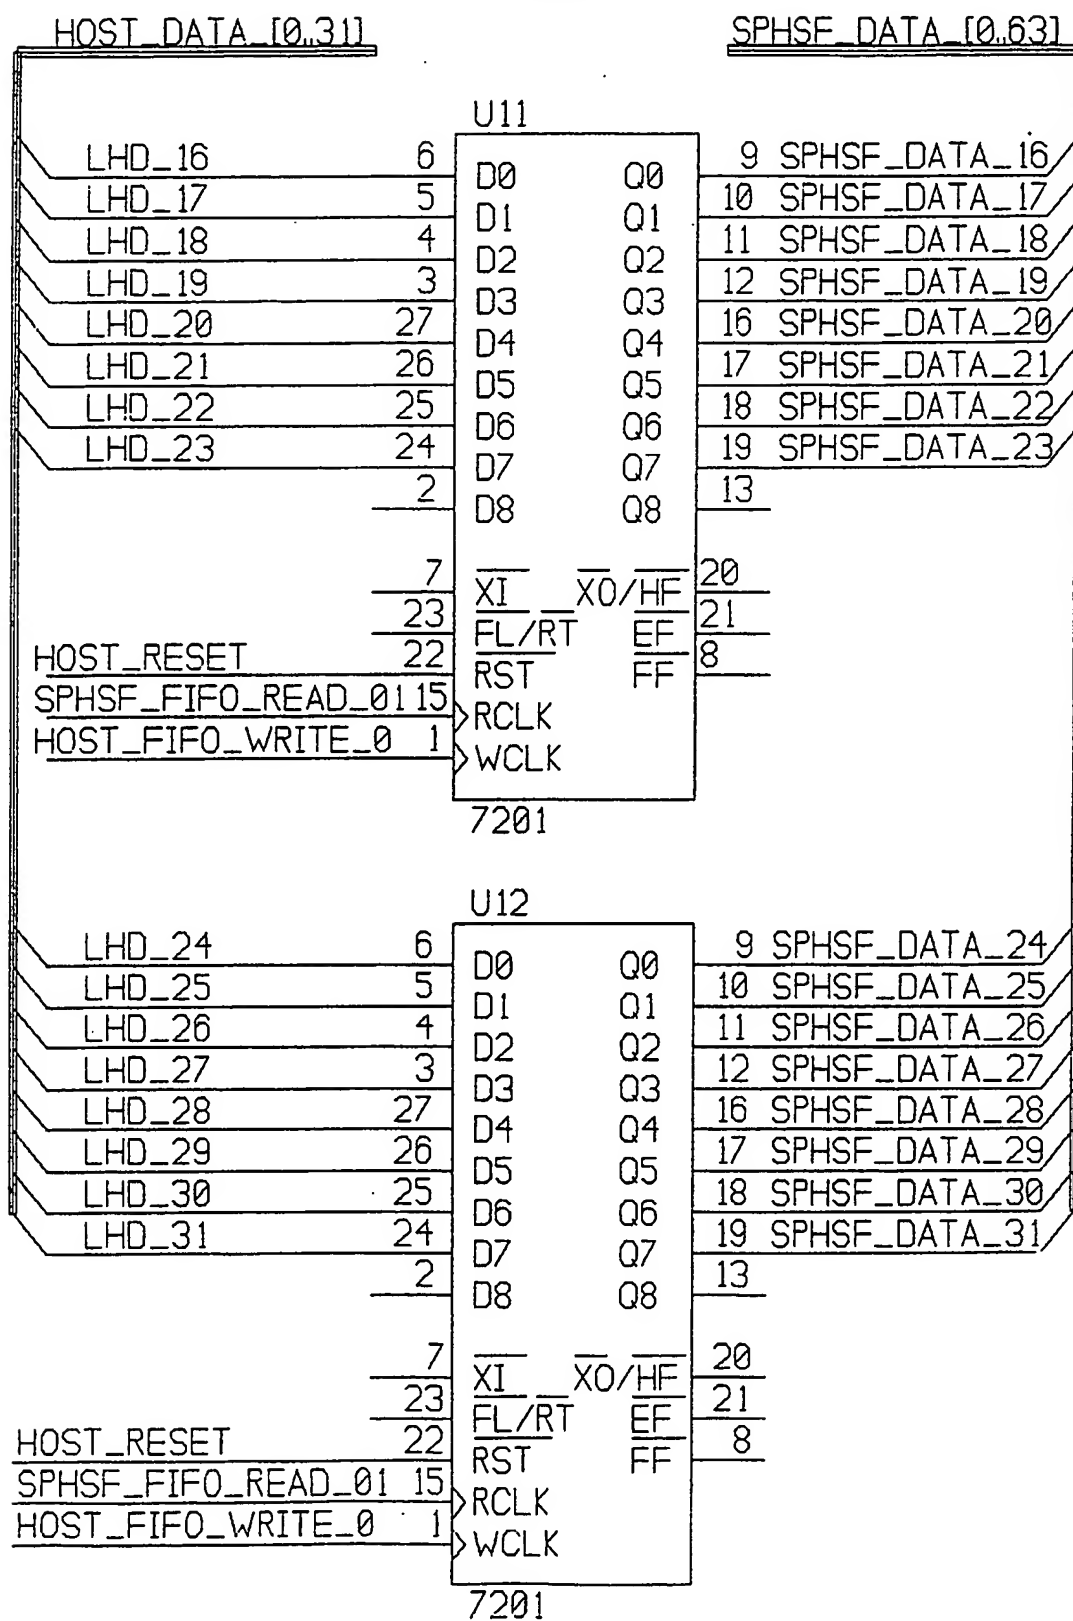 HOST_DATA_[0..31] SPHSF_DATA_[0..63]
U11
LHD_16 6 D0 Q0 9 SPHSF_DATA_16
LHD_17 5 D1 Q1 10 SPHSF_DATA_17
LHD_18 4 D2 Q2 11 SPHSF_DATA_18
LHD_19 3 D3 Q3 12 SPHSF_DATA_19
LHD_20 27 D4 Q4 16 SPHSF_DATA_20
LHD_21 26 D5 Q5 17 SPHSF_DATA_21
LHD_22 25 D6 Q6 18 SPHSF_DATA_22
LHD_23 24 D7 Q7 19 SPHSF_DATA_23
2 D8 Q8 13
7 XI XO/HF 20
23 FL/RT EF 21
HOST_RESET 22 RST FF 8
SPHSF_FIFO_READ_01 15 RCLK
HOST_FIFO_WRITE_0 1 WCLK
7201
U12
LHD_24 6 D0 Q0 9 SPHSF_DATA_24
LHD_25 5 D1 Q1 10 SPHSF_DATA_25
LHD_26 4 D2 Q2 11 SPHSF_DATA_26
LHD_27 3 D3 Q3 12 SPHSF_DATA_27
LHD_28 27 D4 Q4 16 SPHSF_DATA_28
LHD_29 26 D5 Q5 17 SPHSF_DATA_29
LHD_30 25 D6 Q6 18 SPHSF_DATA_30
LHD_31 24 D7 Q7 19 SPHSF_DATA_31
2 D8 Q8 13
7 XI XO/HF 20
23 FL/RT EF 21
HOST_RESET 22 RST FF 8
SPHSF_FIFO_READ_01 15 RCLK
HOST_FIFO_WRITE_0 1 WCLK
7201